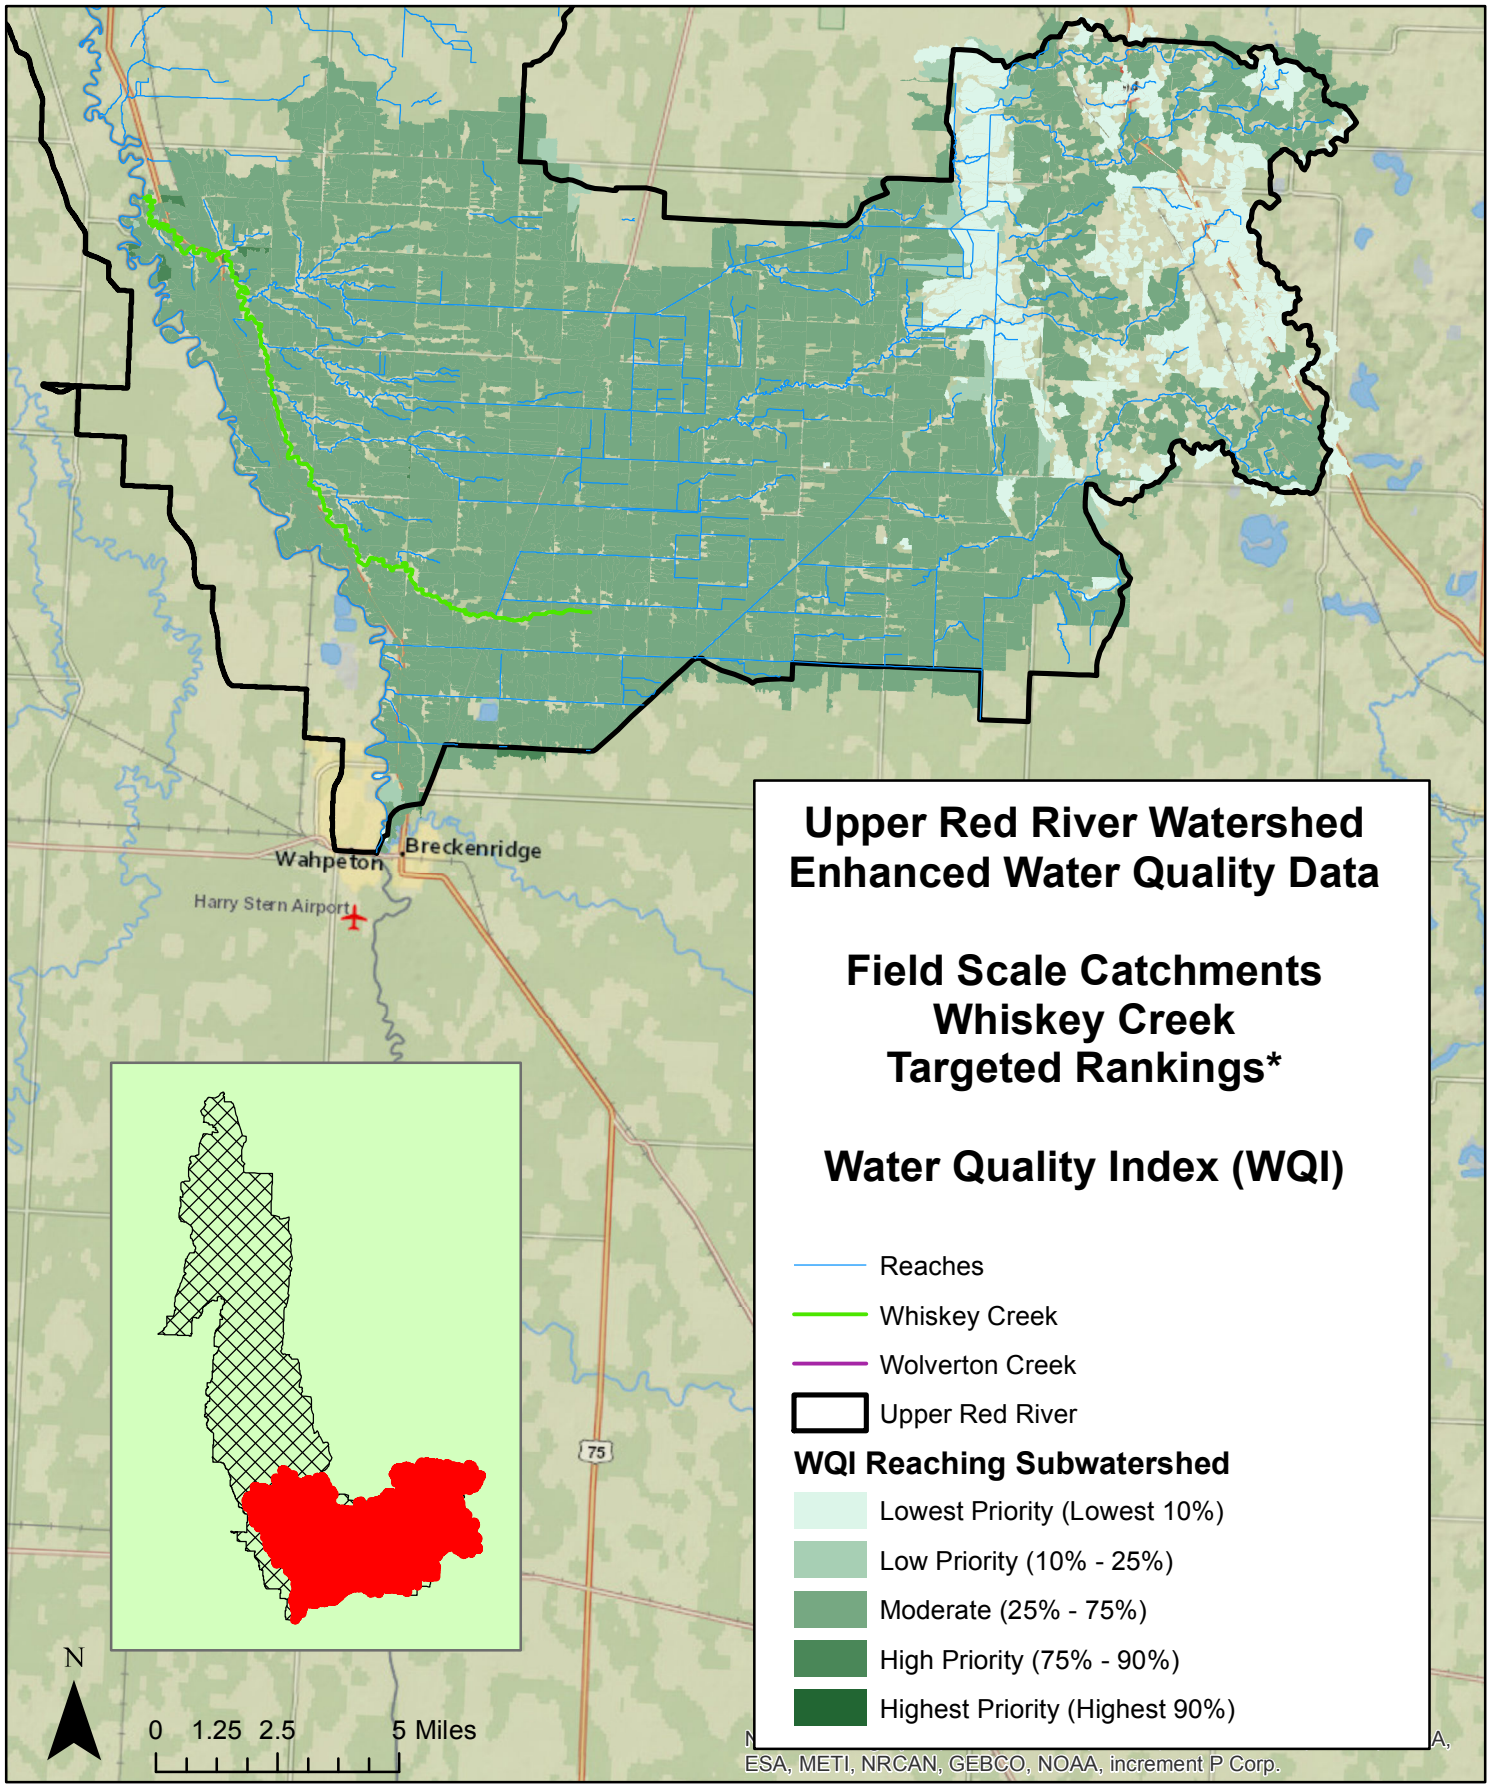 Wahpeton
Breckenridge
Harry Stern Airport
75
Upper Red River Watershed
Enhanced Water Quality Data
Field Scale Catchments
Whiskey Creek
Targeted Rankings*
Water Quality Index (WQI)
Reaches
Whiskey Creek
Wolverton Creek
Upper Red River
WQI Reaching Subwatershed
Lowest Priority (Lowest 10%)
Low Priority (10% - 25%)
Moderate (25% - 75%)
High Priority (75% - 90%)
Highest Priority (Highest 90%)
N
0 1.25 2.5 5 Miles
ESA, METI, NRCAN, GEBCO, NOAA, increment P Corp.